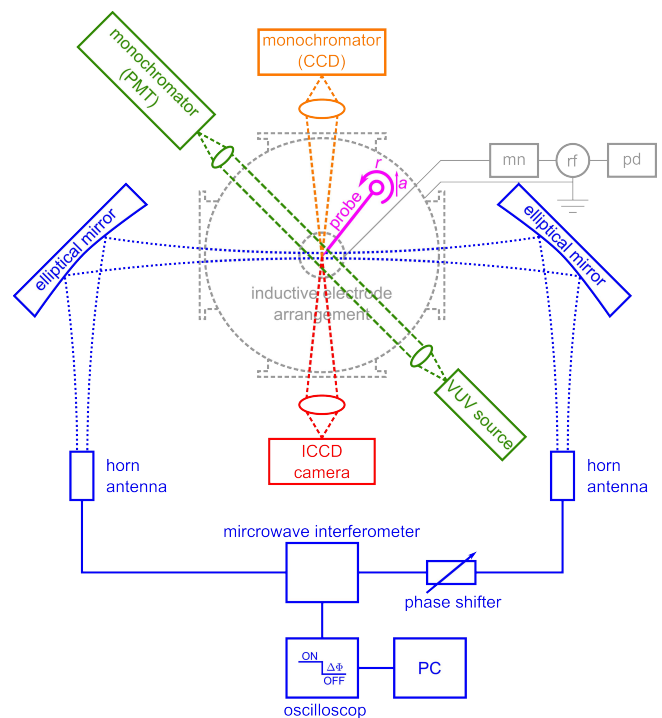 monochromator
(PMT)
monochromator
(CCD)
r
a
probe
mn
rf
pd
elliptical mirror
elliptical mirror
inductive electrode
arrangement
VUV source
ICCD
camera
horn
antenna
horn
antenna
mircrowave interferometer
phase shifter
ON
ΔΦ
OFF
PC
oscilloscop